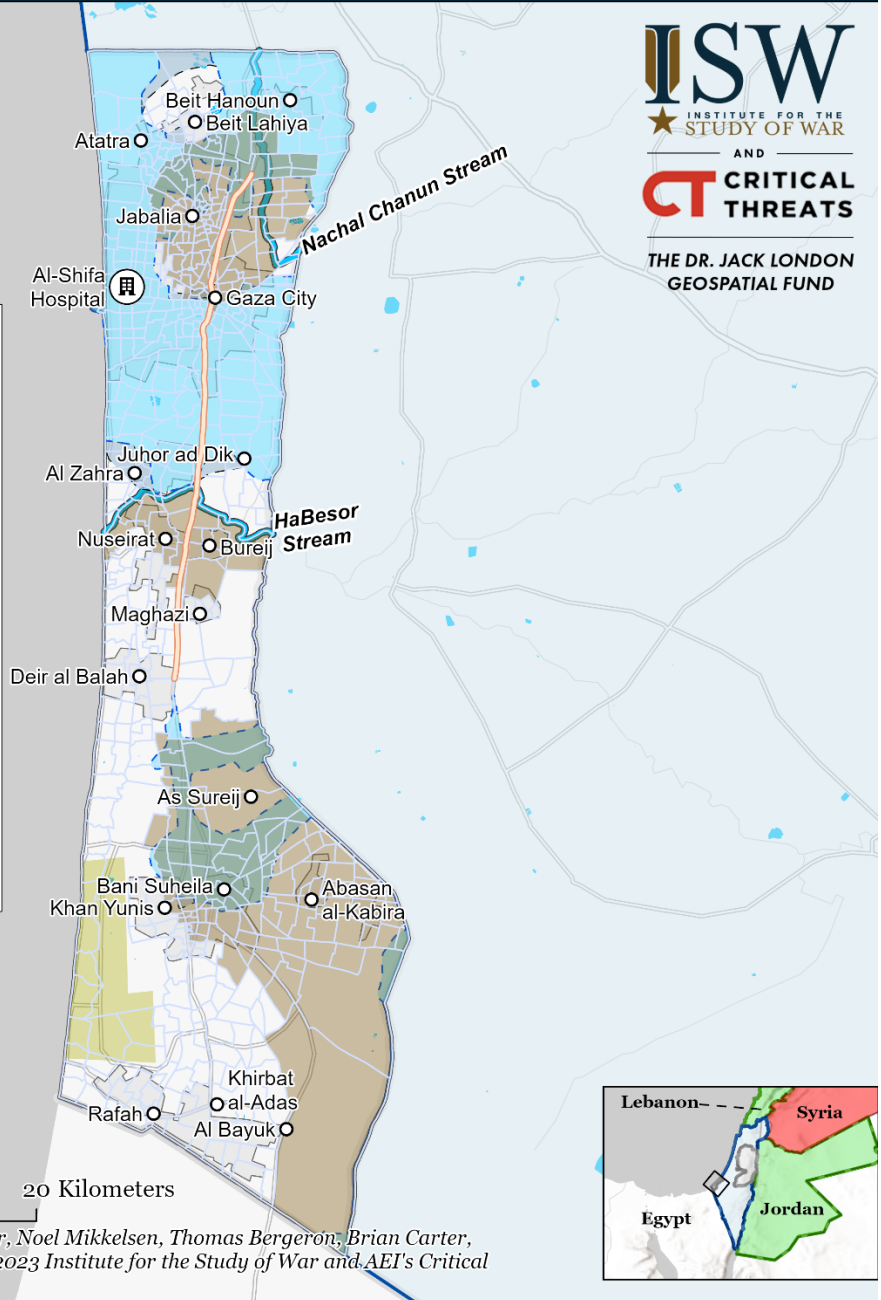 ISW
INSTITUTE FOR THE
STUDY OF WAR
AND
CT CRITICAL
THREATS
THE DR. JACK LONDON
GEOSPATIAL FUND
Beit Hanoun
Beit Lahiya
Atatra
Nachal Chanun Stream
Jabalia
Al-Shifa
Hospital
Gaza City
Juhor ad Dik
Al Zahra
HaBesor
Stream
Nuseirat
Bureij
Maghazi
Deir al Balah
As Sureij
Bani Suheila
Khan Yunis
Abasan
al-Kabira
Khirbat
al-Adas
Rafah
Al Bayuk
Lebanon
Syria
Jordan
Egypt
20 Kilometers
r, Noel Mikkelsen, Thomas Bergeron, Brian Carter,
2023 Institute for the Study of War and AEI's Critical